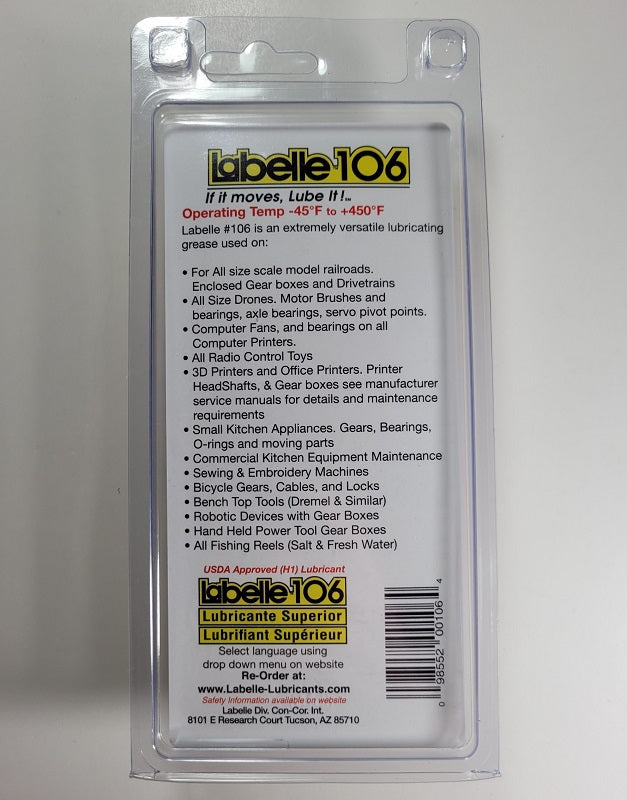 Labelle·106
If it moves, Lube It!™
Operating Temp -45°F to +450°F
Labelle #106 is an extremely versatile lubricating
grease used on:
• For All size scale model railroads.
Enclosed Gear boxes and Drivetrains
• All Size Drones. Motor Brushes and
bearings, axle bearings, servo pivot points.
• Computer Fans, and bearings on all
Computer Printers.
• All Radio Control Toys
• 3D Printers and Office Printers. Printer
HeadShafts, & Gear boxes see manufacturer
service manuals for details and maintenance
requirements
• Small Kitchen Appliances. Gears, Bearings,
O-rings and moving parts
• Commercial Kitchen Equipment Maintenance
• Sewing & Embroidery Machines
• Bicycle Gears, Cables, and Locks
• Bench Top Tools (Dremel & Similar)
• Robotic Devices with Gear Boxes
• Hand Held Power Tool Gear Boxes
• All Fishing Reels (Salt & Fresh Water)
USDA Approved (H1) Lubricant
Labelle·106
Lubricante Superior
Lubrifiant Supérieur
Select language using
drop down menu on website
Re-Order at:
www.Labelle-Lubricants.com
Safety Information available on website
Labelle Div. Con-Cor. Int.
8101 E Research Court Tucson, AZ 85710
0 98552 00106 4